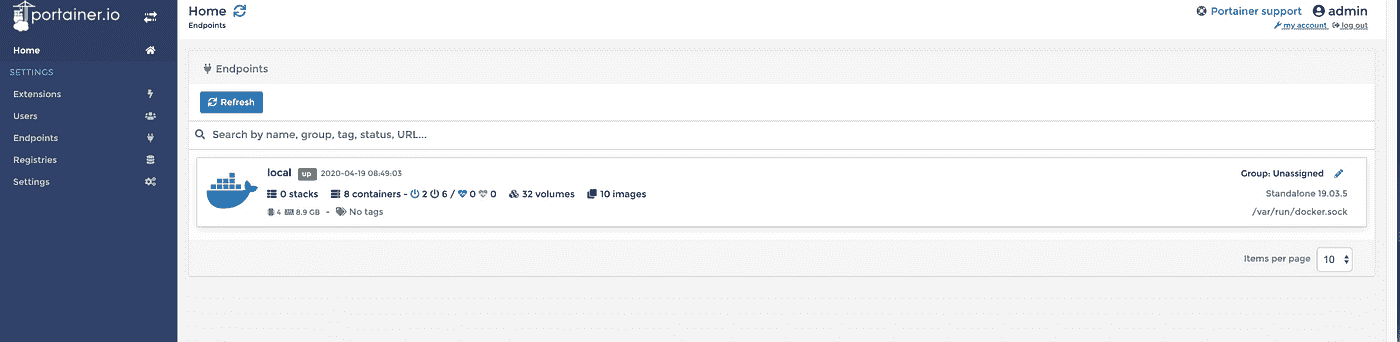 portainer.io
Home
SETTINGS
Extensions
Users
Endpoints
Registries
Settings
Home
Endpoints
Portainer support admin
my account log out
Endpoints
Refresh
Search by name, group, tag, status, URL...
local up 2020-04-19 08:49:03
Group: Unassigned
0 stacks 8 containers - 2 6 / 0 0 32 volumes 10 images
Standalone 19.03.5
4 8.9 GB - No tags
/var/run/docker.sock
Items per page 10